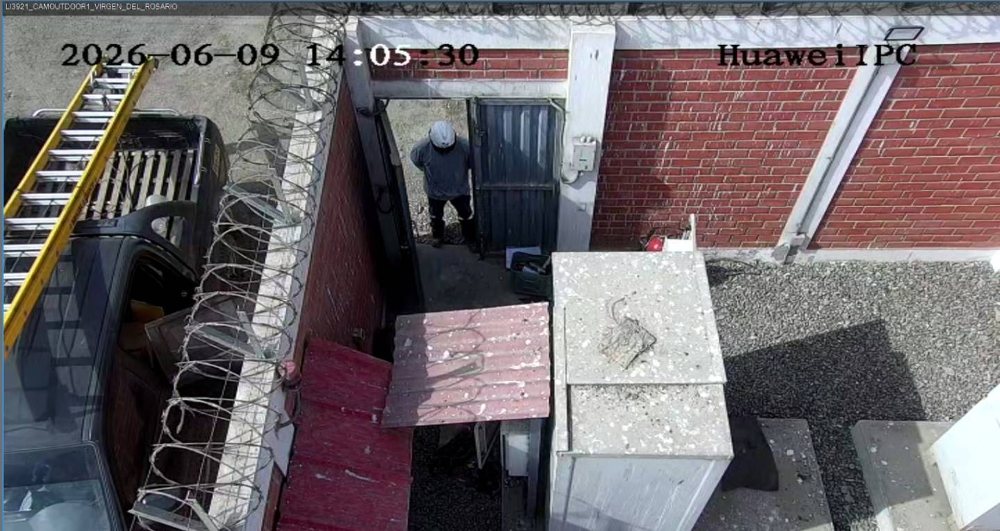 LI3921_CAMOUTDOOR1_VIRGEN_DEL_ROSARIO
2026-06-09 14:05:30
HuaweiIPC